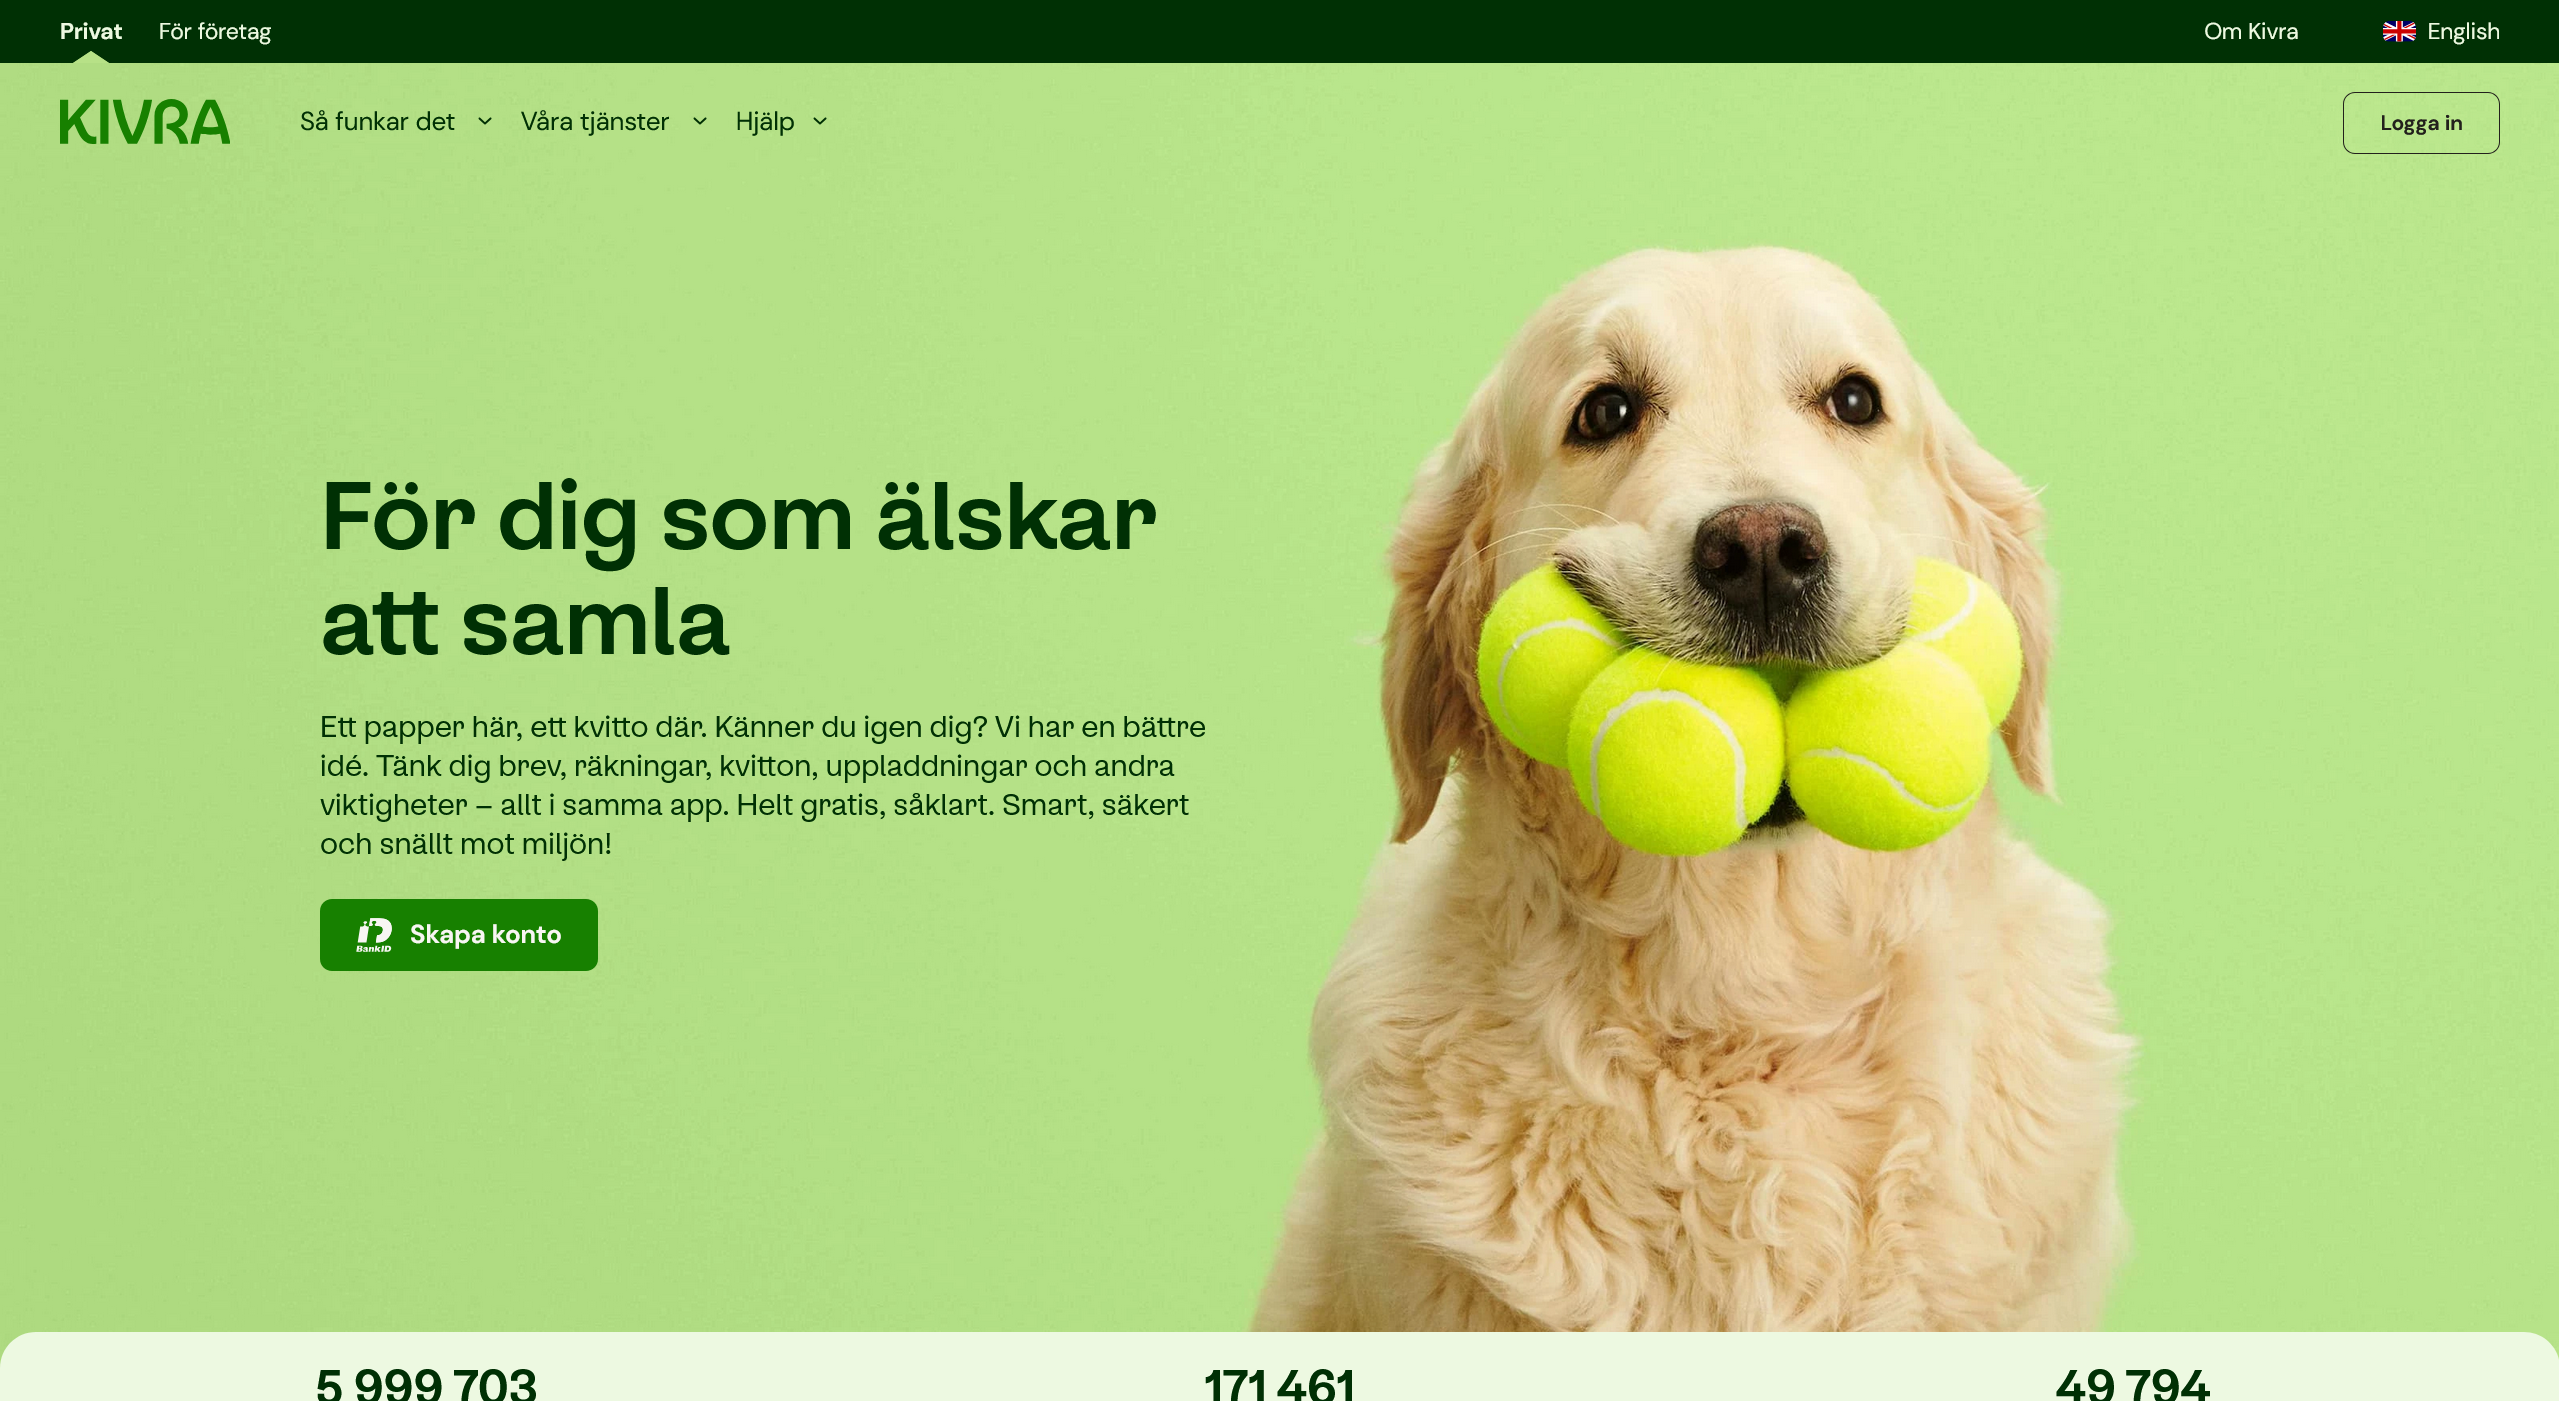 Privat För företag Om Kivra English
KIVRA Så funkar det Våra tjänster Hjälp Logga in
För dig som älskar
att samla
Ett papper här, ett kvitto där. Känner du igen dig? Vi har en bättre
idé. Tänk dig brev, räkningar, kvitton, uppladdningar och andra
viktigheter – allt i samma app. Helt gratis, såklart. Smart, säkert
och snällt mot miljön!
BankID Skapa konto
5 999 703 171 461 49 794